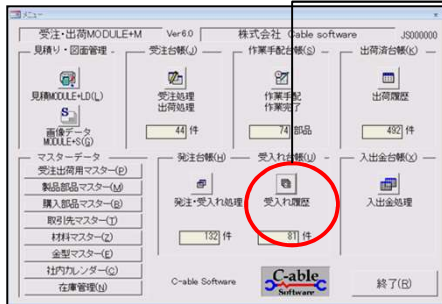 メニュー
受注・出荷MODULE+M Ver6.0 株式会社 Cable software JS000000
見積り・図面管理 受注台帳(J) 作業手配台帳(S) 出荷済台帳(K)
見積MODULE+LD(L) 受注処理 作業手配 出荷履歴
出荷処理 作業完了
画像データ 44 件 74 部品 492 件
MODULE+S(G)
マスターデータ 発注台帳(H) 受入れ台帳(U) 入出金台帳(X)
受注出荷用マスター(P)
製品部品マスター(M)
購入部品マスター(B) 発注・受入れ処理 受入れ履歴 入出金処理
取引先マスター(T)
材料マスター(Z) 132 件 81 件
金型マスター(E)
社内カレンダー(C) C-able Software C-able 終了(R)
在庫管理(N) Software